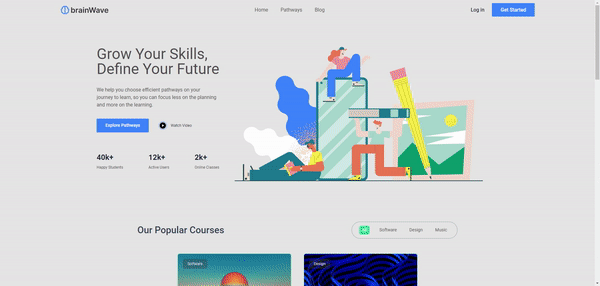 brainWave
Home Pathways Blog
Log in Get Started
Grow Your Skills,
Define Your Future
We help you choose efficient pathways on your
journey to learn, so you can focus less on the planning
and more on the learning.
Explore Pathways Watch Video
40k+ 12k+ 2k+
Happy Students Active Users Online Courses
Our Popular Courses
All Software Design Music
Software
Design